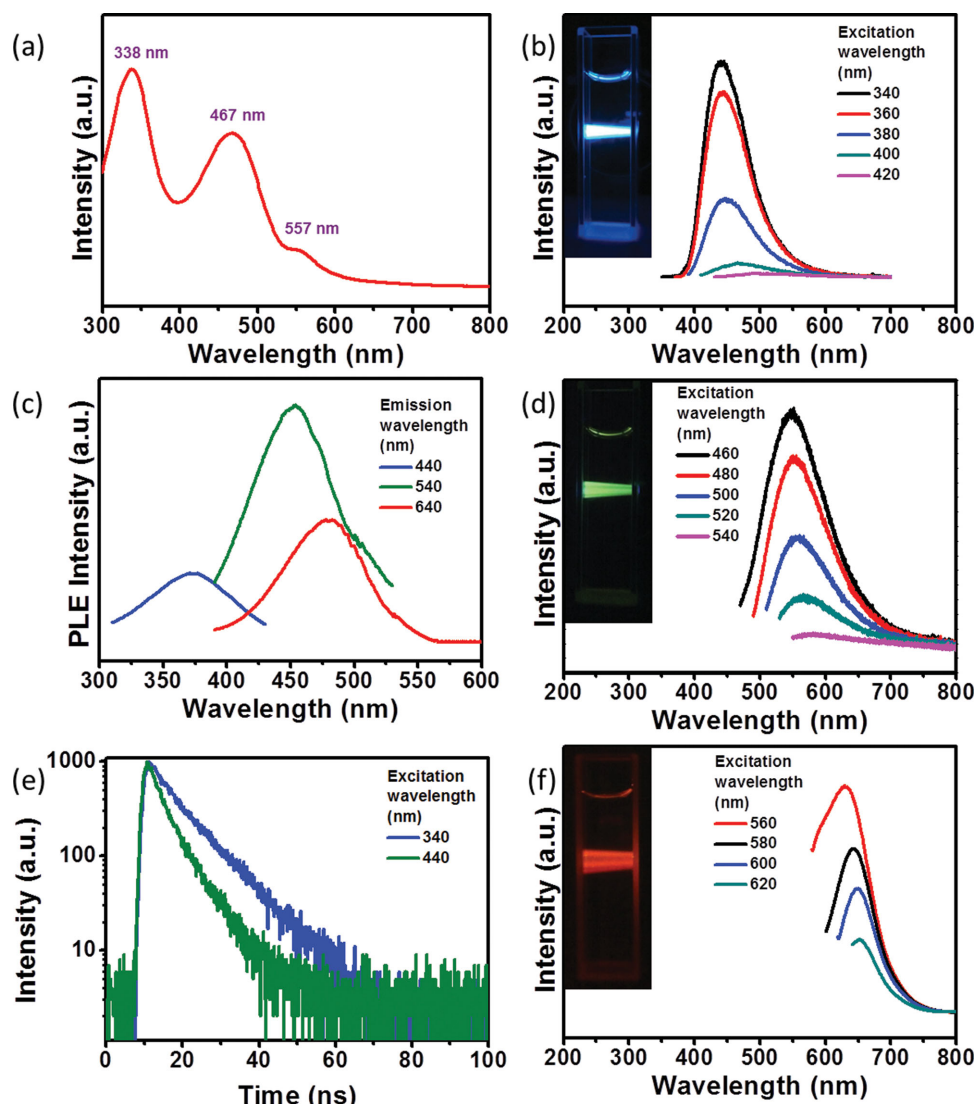 (a)
338 nm
467 nm
557 nm
Intensity (a.u.)
300 400 500 600 700 800
Wavelength (nm)
(b)
Excitation
wavelength
(nm)
340
360
380
400
420
Intensity (a.u.)
200 300 400 500 600 700 800
Wavelength (nm)
(c)
Emission
wavelength
(nm)
440
540
640
PLE Intensity (a.u.)
300 350 400 450 500 550 600
Wavelength (nm)
(d)
Excitation
wavelength
(nm)
460
480
500
520
540
Intensity (a.u.)
200 300 400 500 600 700 800
Wavelength (nm)
(e)
1000
100
10
Excitation
wavelength
(nm)
340
440
Intensity (a.u.)
0 20 40 60 80 100
Time (ns)
(f)
Excitation
wavelength
(nm)
560
580
600
620
Intensity (a.u.)
200 300 400 500 600 700 800
Wavelength (nm)